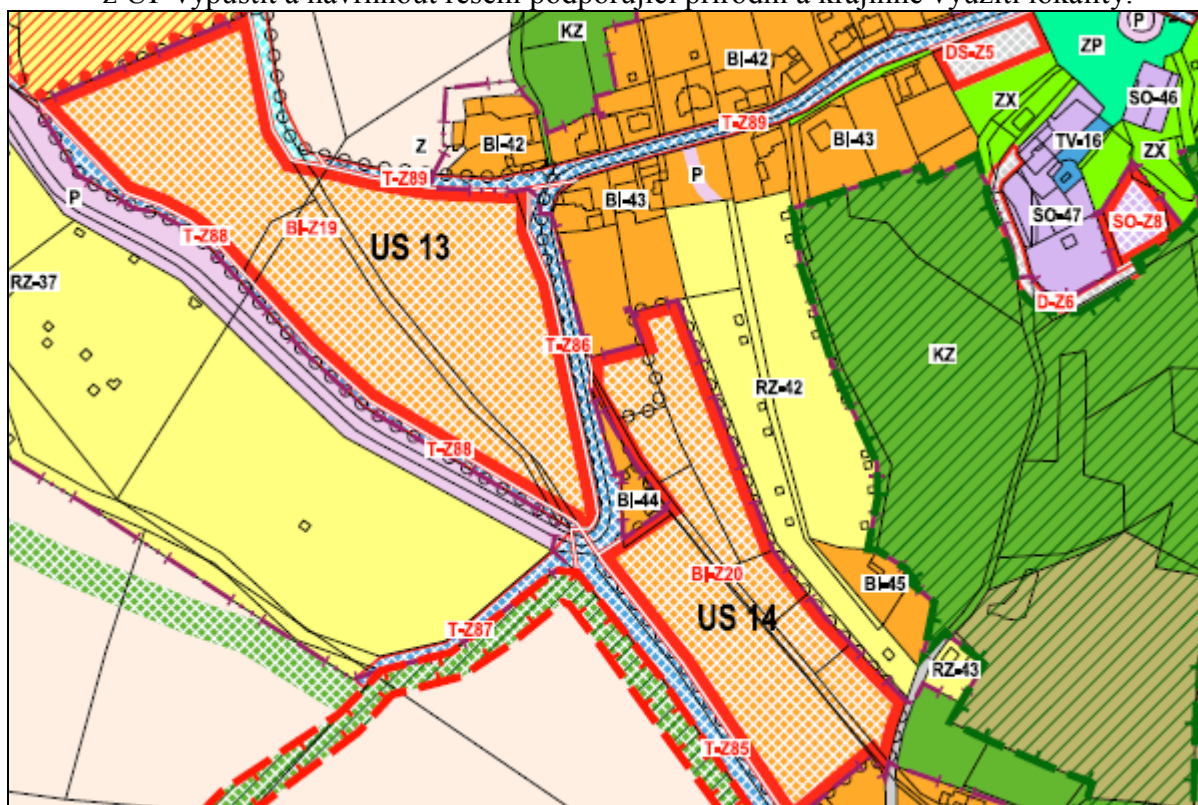 z ÚP vypustit a navrhnout řešení podporující přírodní a krajinné využití lokality.
KZ
P
BI-42
DS-Z5
ZP
ZX
SO-46
T-Z89
Z
BI-42
BI-43
TV-16
ZX
T-Z89
P
BI-43
P
SO-47
SO-Z8
T-Z88
BI-Z19
US 13
RZ-37
D-Z6
T-Z86
KZ
RZ-42
T-Z88
BI-44
BI-Z20
BI-45
US 14
T-Z87
RZ-43
T-Z85